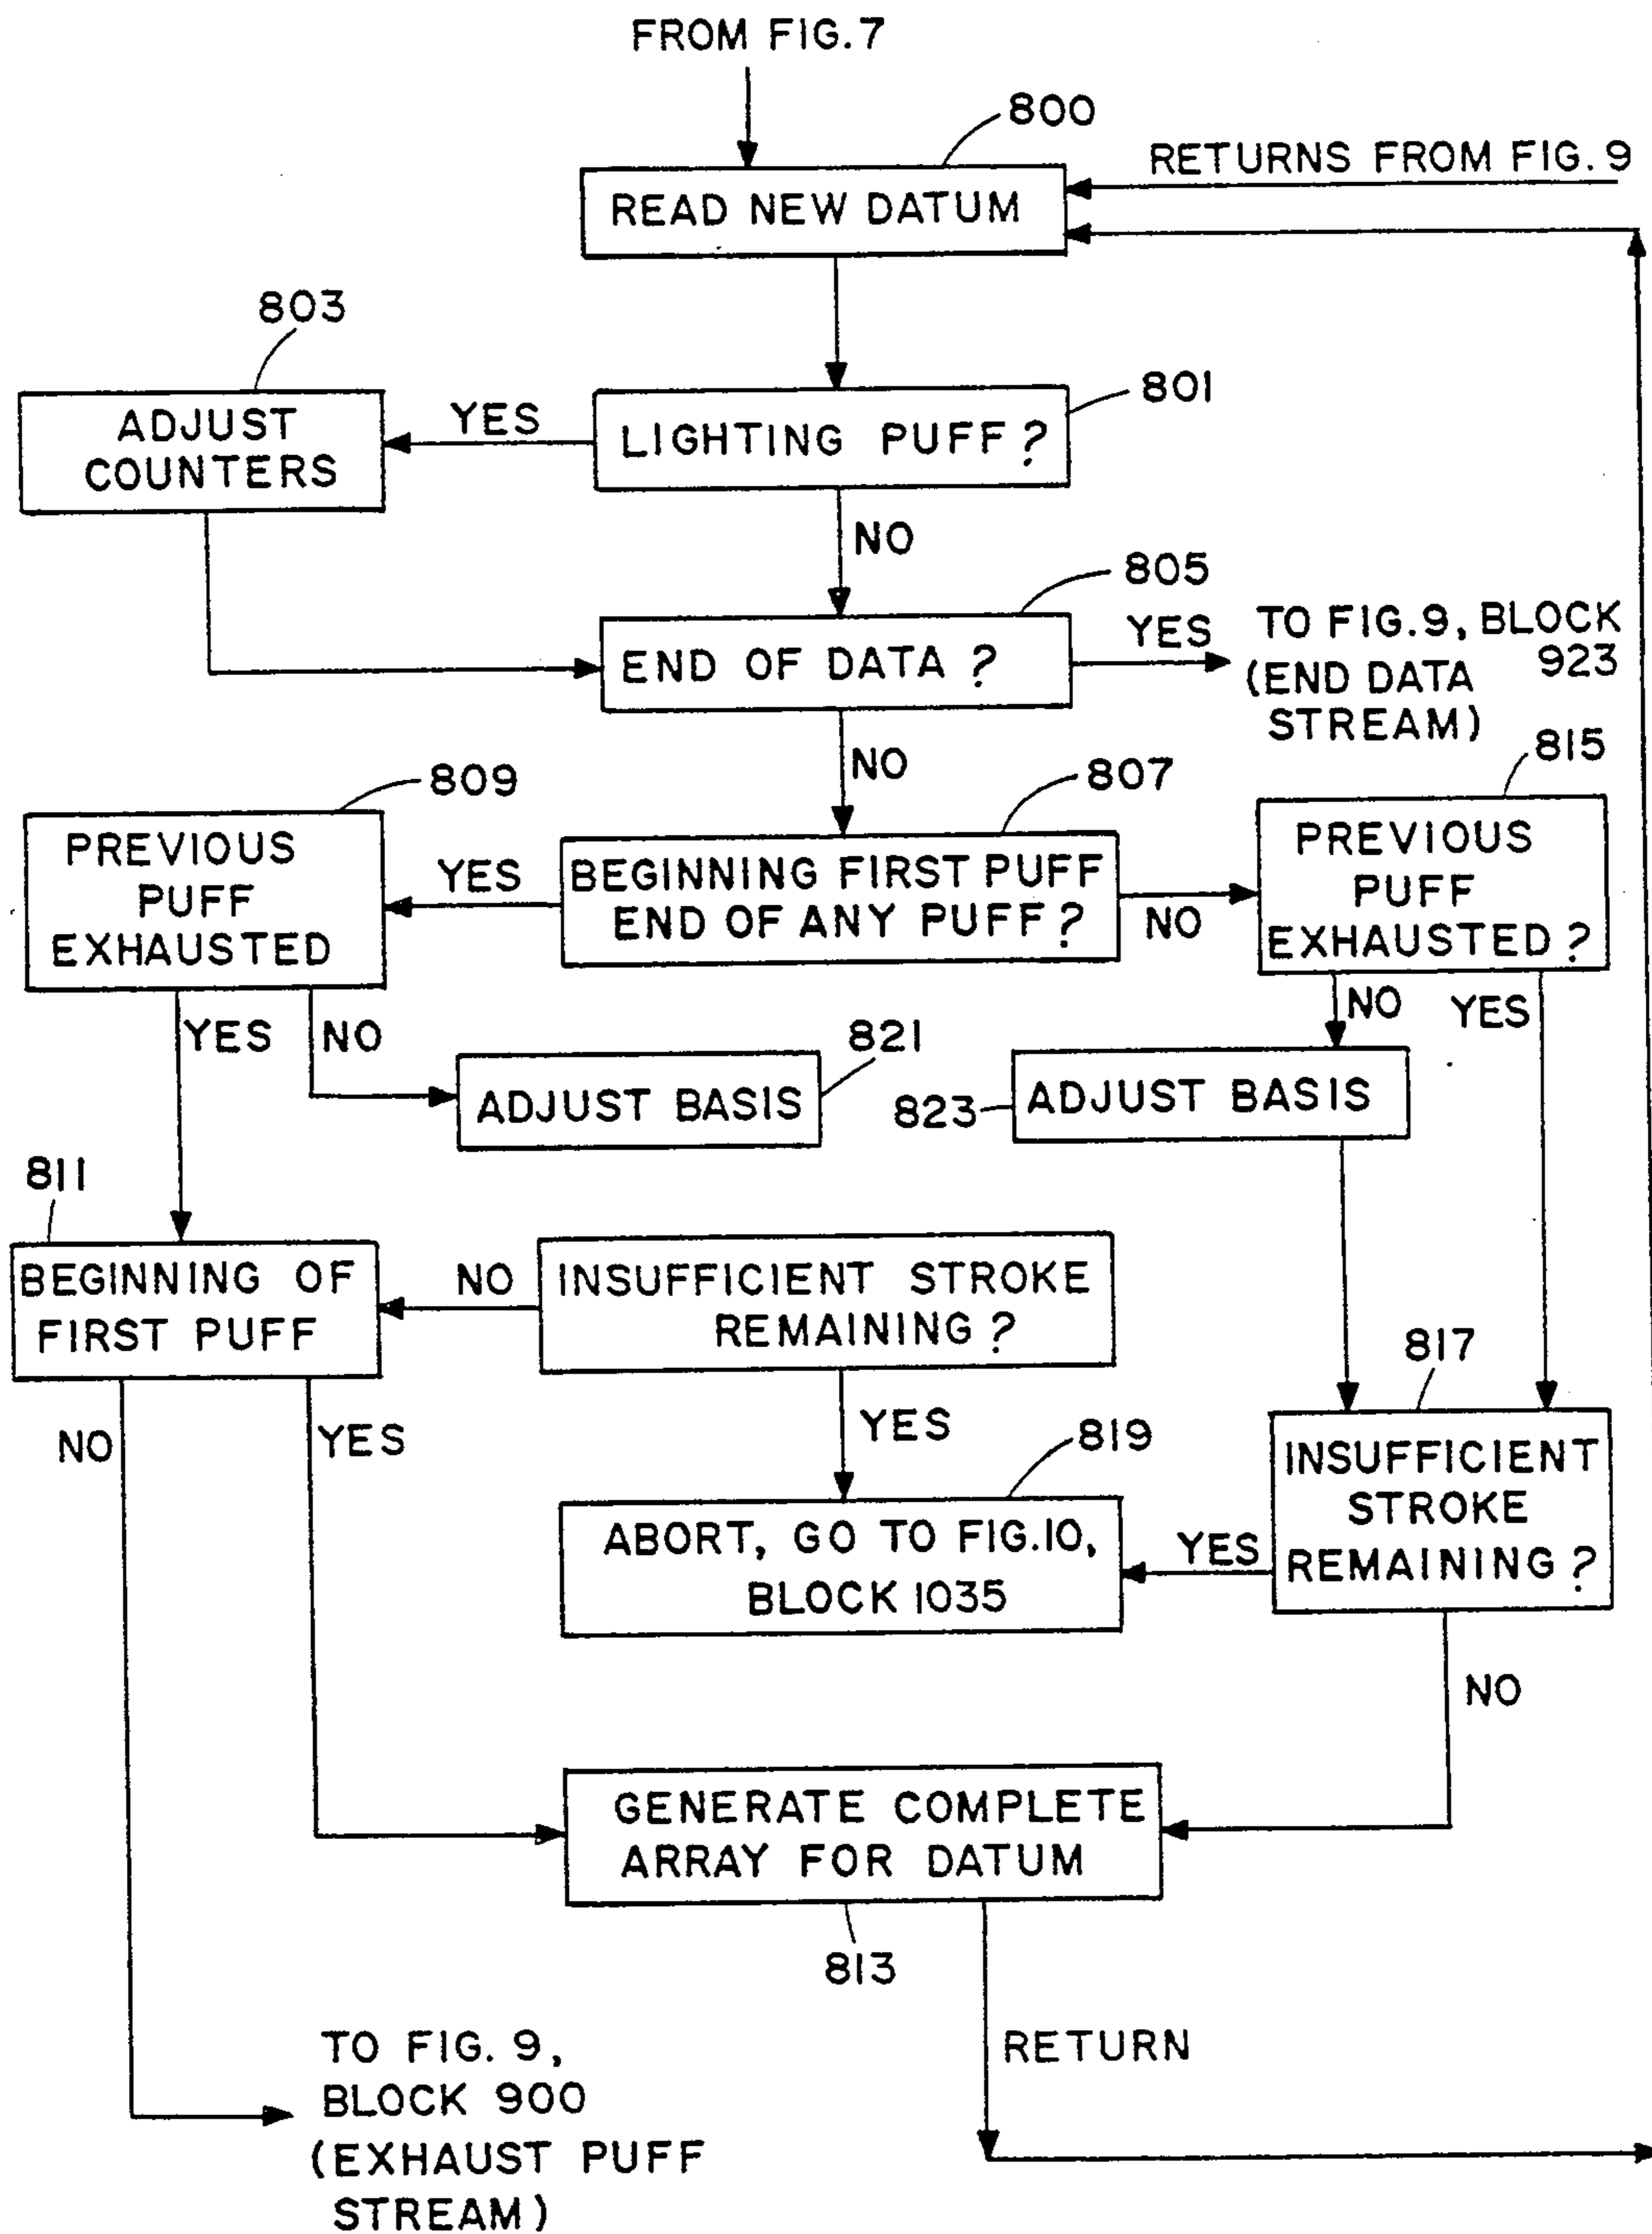 FROM FIG.7
800
RETURNS FROM FIG.9
READ NEW DATUM
803
801
ADJUST
COUNTERS
YES
LIGHTING PUFF?
NO
805
TO FIG.9, BLOCK
923
(END DATA
STREAM)
YES
END OF DATA?
NO
807
815
809
PREVIOUS
PUFF
EXHAUSTED
YES
BEGINNING FIRST PUFF
END OF ANY PUFF?
NO
PREVIOUS
PUFF
EXHAUSTED?
YES
NO
NO
YES
821
ADJUST BASIS
823
ADJUST BASIS
811
BEGINNING OF
FIRST PUFF
NO
INSUFFICIENT STROKE
REMAINING?
817
NO
YES
YES
819
INSUFFICIENT
STROKE
REMAINING?
ABORT, GO TO FIG.10,
BLOCK 1035
YES
NO
GENERATE COMPLETE
ARRAY FOR DATUM
813
RETURN
TO FIG. 9,
BLOCK 900
(EXHAUST PUFF
STREAM)